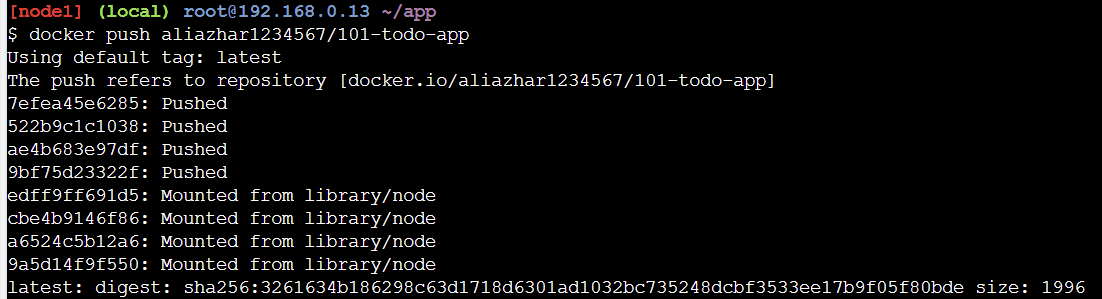 [node1] (local) root@192.168.0.13 ~/app
$ docker push aliazhar1234567/101-todo-app
Using default tag: latest
The push refers to repository [docker.io/aliazhar1234567/101-todo-app]
7efea45e6285: Pushed
522b9c1c1038: Pushed
ae4b683e97df: Pushed
9bf75d23322f: Pushed
edff9ff691d5: Mounted from library/node
cbe4b9146f86: Mounted from library/node
a6524c5b12a6: Mounted from library/node
9a5d14f9f550: Mounted from library/node
latest: digest: sha256:3261634b186298c63d1718d6301ad1032bc735248dcbf3533ee17b9f05f80bde size: 1996